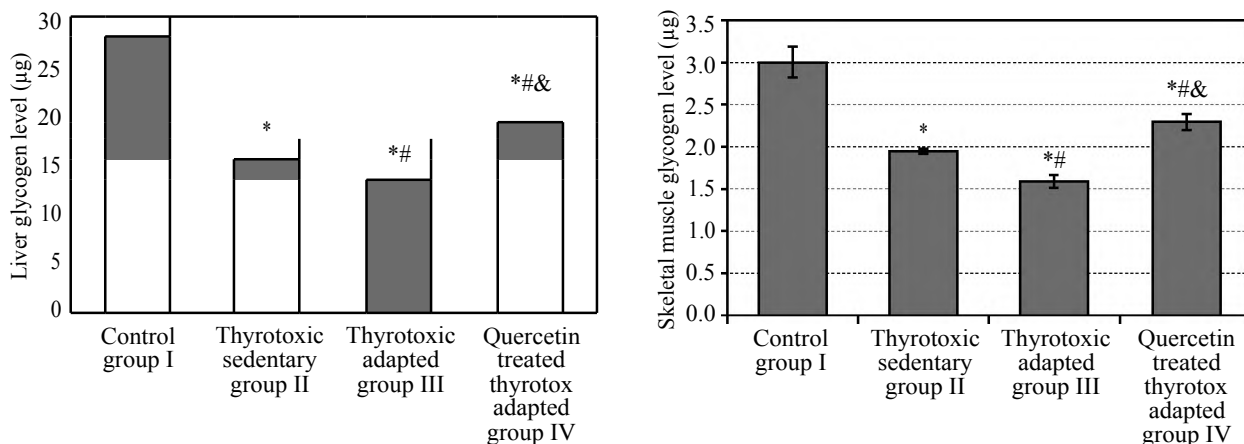 Liver glycogen level (μg)
30
25
20
15
10
5
0
*
*#
*#&
Control
group I
Thyrotoxic
sedentary
group II
Thyrotoxic
adapted
group III
Quercetin
treated
thyrotox
adapted
group IV
Skeletal muscle glycogen level (μg)
3.5
3.0
2.5
2.0
1.5
1.0
0.5
0.0
*
*#
*#&
Control
group I
Thyrotoxic
sedentary
group II
Thyrotoxic
adapted
group III
Quercetin
treated
thyrotox
adapted
group IV